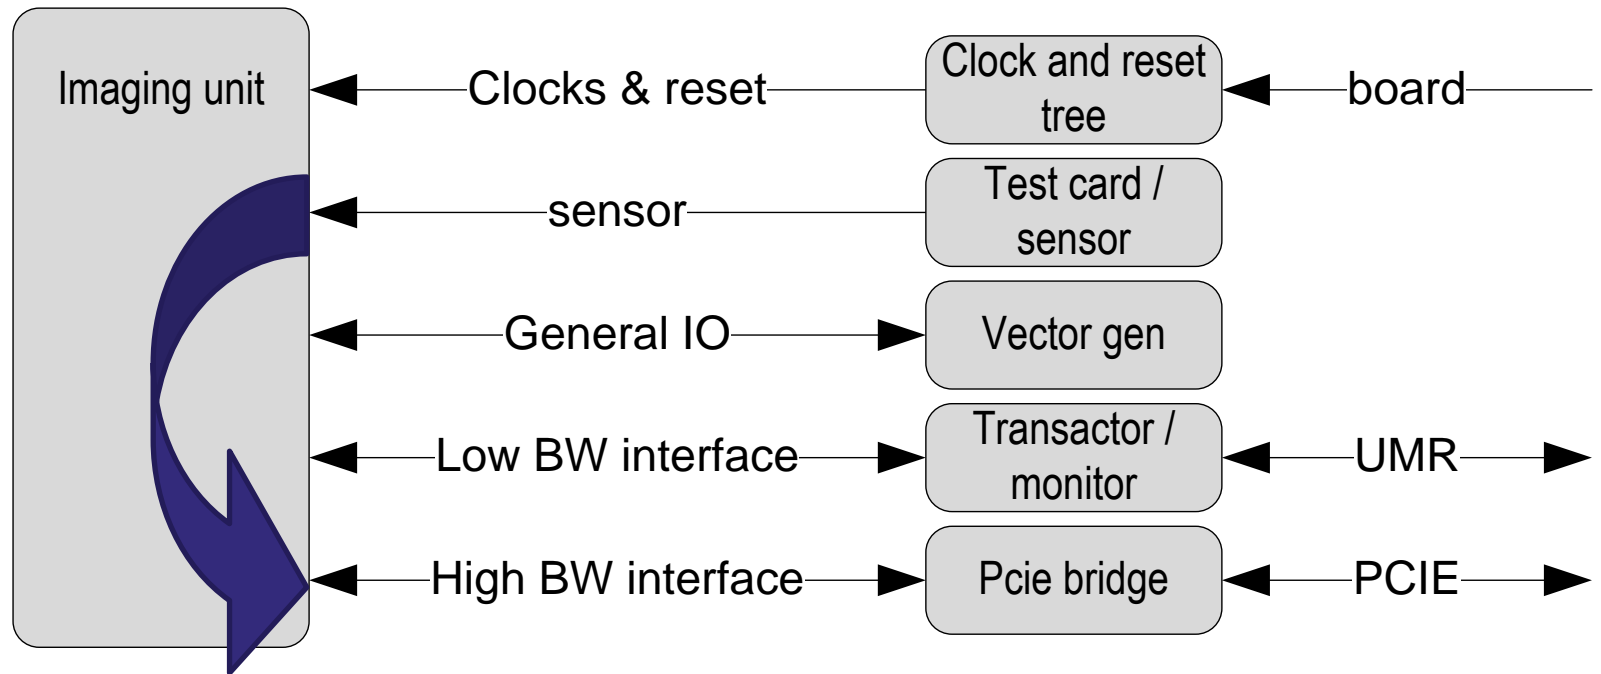 Imaging unit
Clocks & reset
Clock and reset
tree
board
sensor
Test card /
sensor
General IO
Vector gen
Low BW interface
Transactor /
monitor
UMR
High BW interface
Pcie bridge
PCIE